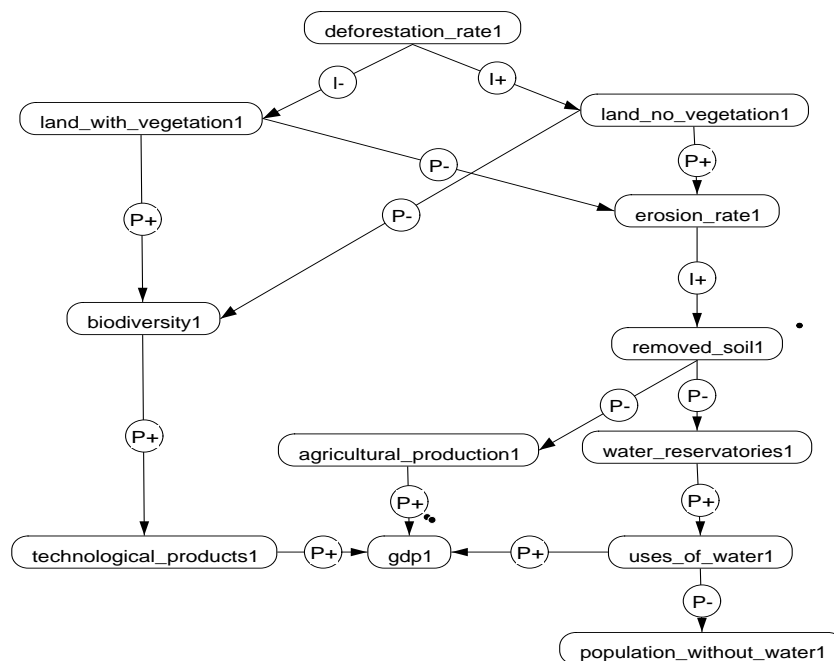 deforestation_rate1
I-
I+
land_with_vegetation1
land_no_vegetation1
P-
P+
P+
P-
erosion_rate1
I+
biodiversity1
removed_soil1
P-
P-
P+
agricultural_production1
water_reservatories1
P+
P+
technological_products1
P+
gdp1
P+
uses_of_water1
P-
population_without_water1